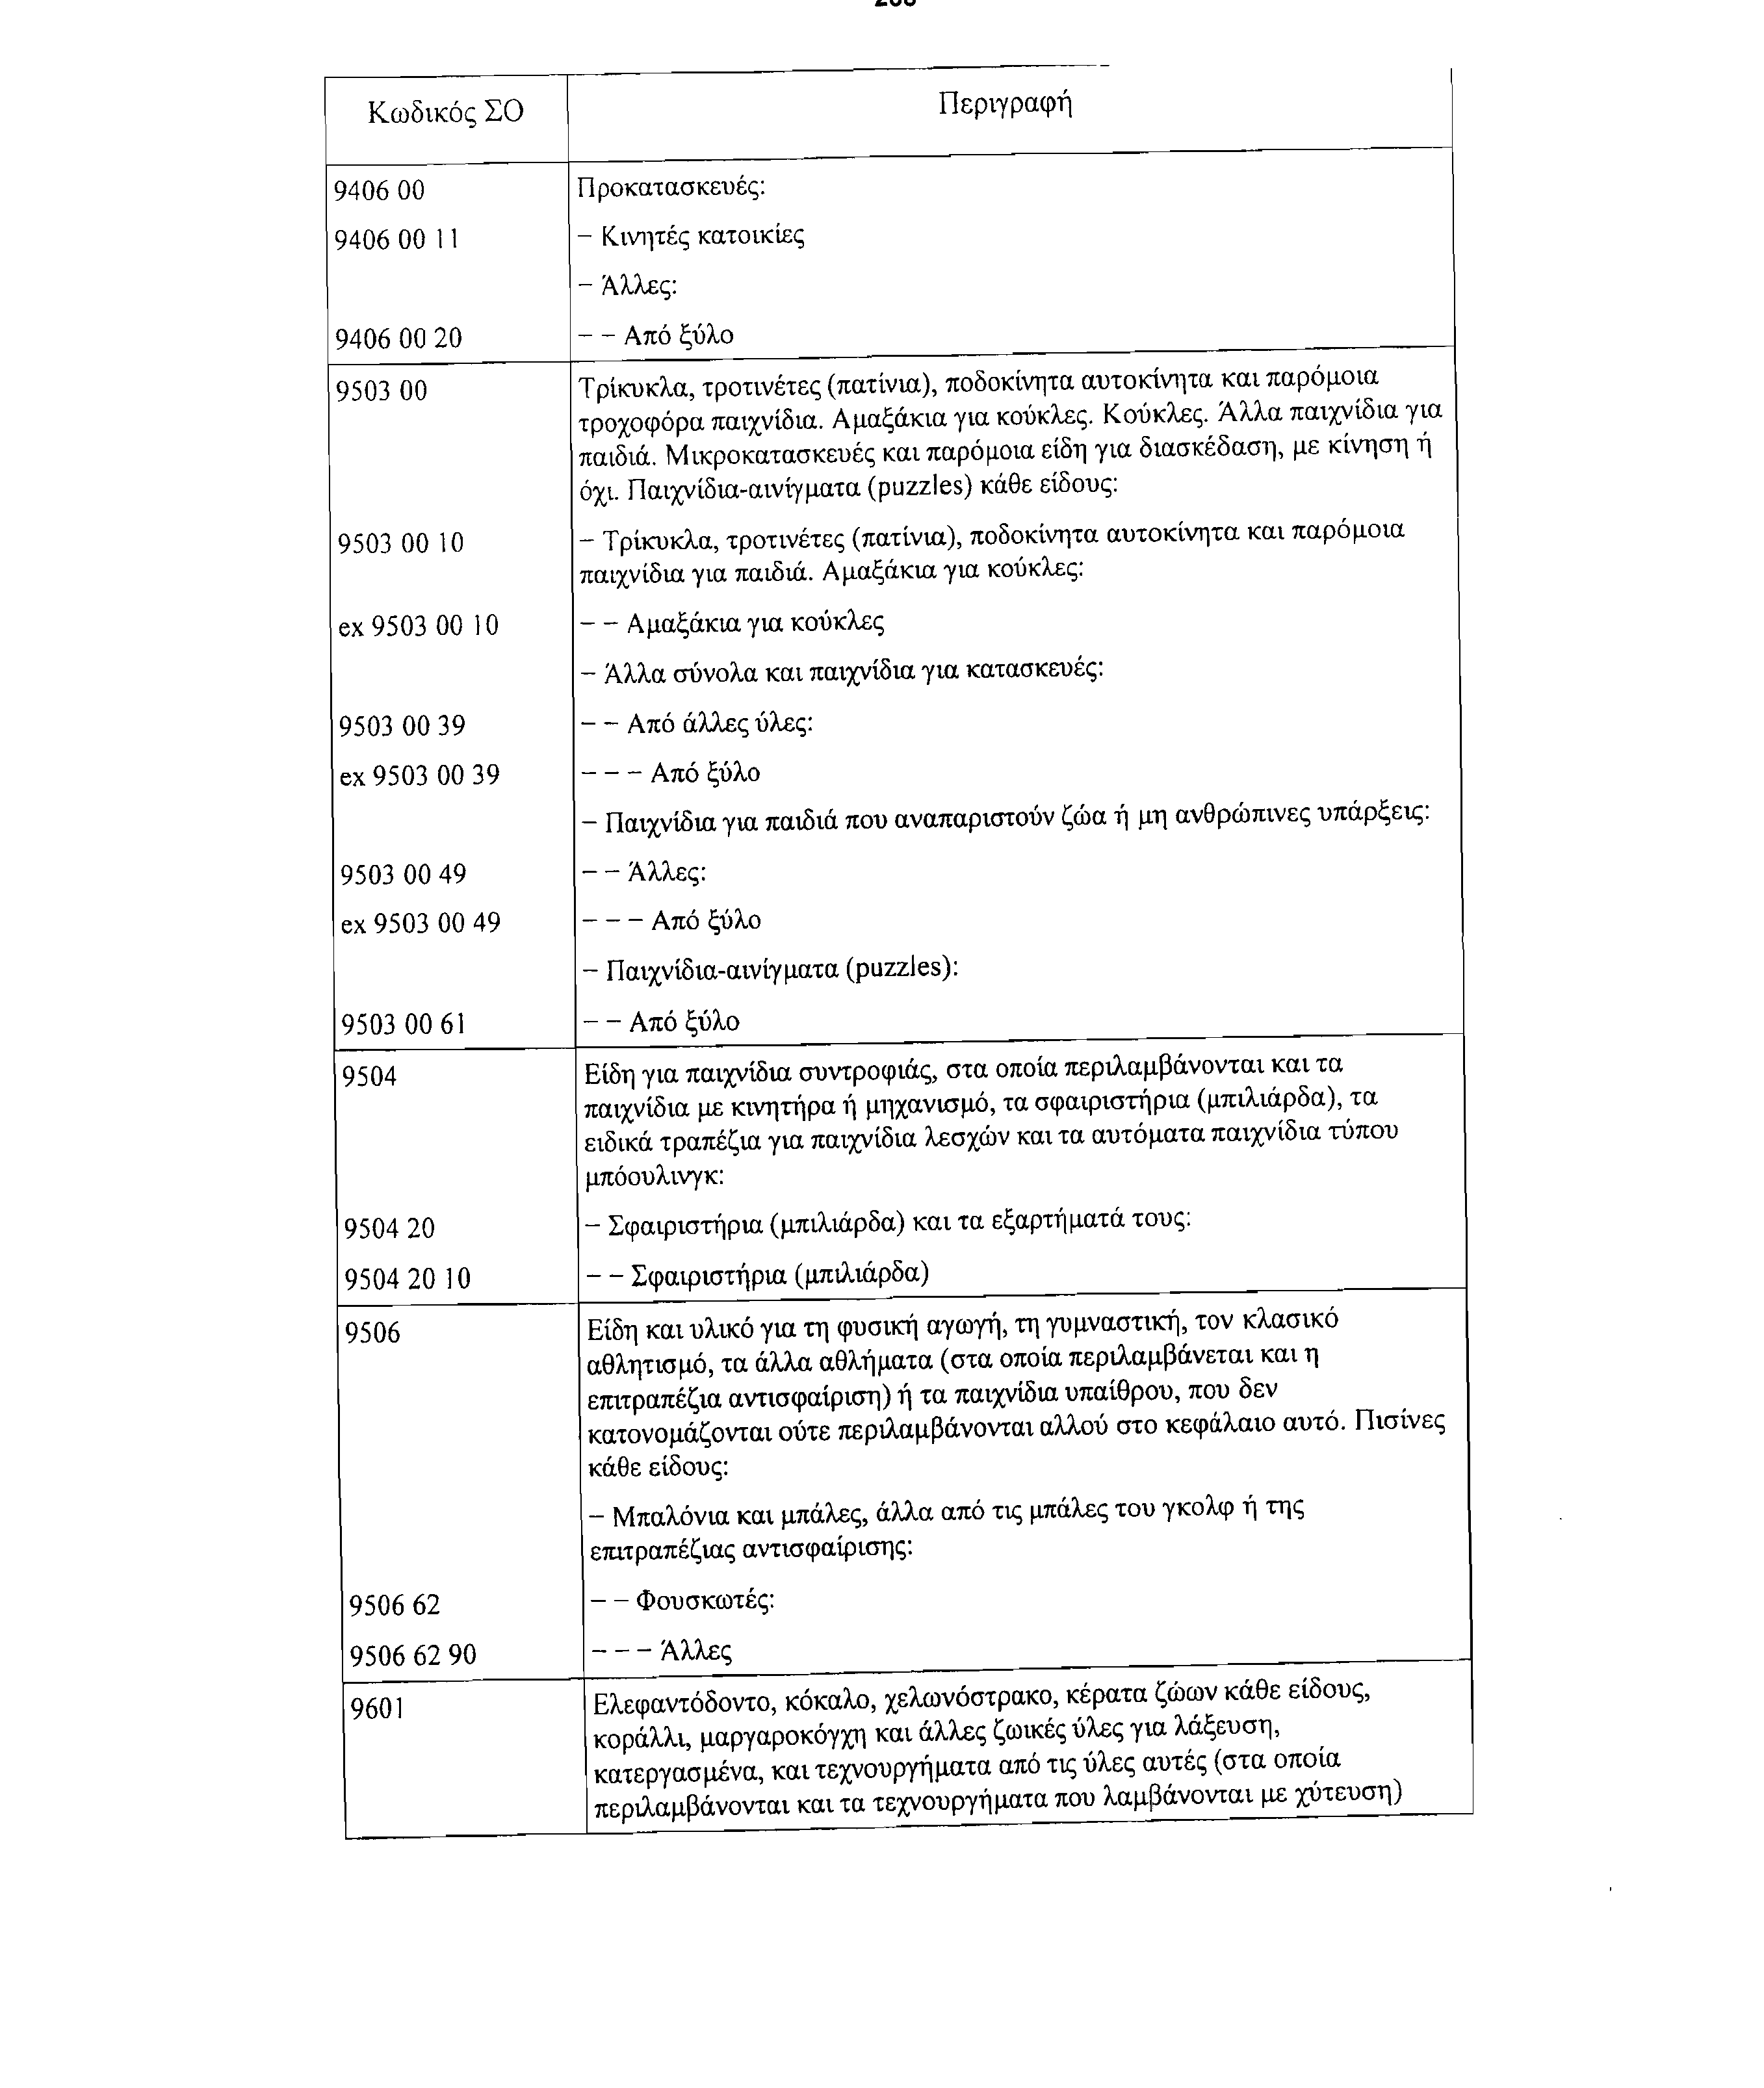 Κωδικός ΣΟ
Περιγραφή
9406 00
Προκατασκευές:
9406 00 11
– Κινητές κατοικίες
– Άλλες:
9406 00 20
– – Από ξύλο
9503 00
Τρίκυκλα, τροτινέτες (πατίνια), ποδοκίνητα αυτοκίνητα και παρόμοια
τροχοφόρα παιχνίδια. Αμαξάκια για κούκλες. Κούκλες. Άλλα παιχνίδια για
παιδιά. Μικροκατασκευές και παρόμοια είδη για διασκέδαση, με κίνηση ή
όχι. Παιχνίδια-αινίγματα (puzzles) κάθε είδους:
9503 00 10
– Τρίκυκλα, τροτινέτες (πατίνια), ποδοκίνητα αυτοκίνητα και παρόμοια
παιχνίδια για παιδιά. Αμαξάκια για κούκλες:
ex 9503 00 10
– – Αμαξάκια για κούκλες
– Άλλα σύνολα και παιχνίδια για κατασκευές:
9503 00 39
– – Από άλλες ύλες:
ex 9503 00 39
– – – Από ξύλο
– Παιχνίδια για παιδιά που αναπαριστούν ζώα ή μη ανθρώπινες υπάρξεις:
9503 00 49
– – Άλλες:
ex 9503 00 49
– – – Από ξύλο
– Παιχνίδια-αινίγματα (puzzles):
9503 00 61
– – Από ξύλο
9504
Είδη για παιχνίδια συντροφιάς, στα οποία περιλαμβάνονται και τα
παιχνίδια με κινητήρα ή μηχανισμό, τα σφαιριστήρια (μπιλιάρδα), τα
ειδικά τραπέζια για παιχνίδια λεσχών και τα αυτόματα παιχνίδια τύπου
μπόουλινγκ:
9504 20
– Σφαιριστήρια (μπιλιάρδα) και τα εξαρτήματά τους:
9504 20 10
– – Σφαιριστήρια (μπιλιάρδα)
9506
Είδη και υλικό για τη φυσική αγωγή, τη γυμναστική, τον κλασικό
αθλητισμό, τα άλλα αθλήματα (στα οποία περιλαμβάνεται και η
επιτραπέζια αντισφαίριση) ή τα παιχνίδια υπαίθρου, που δεν
κατονομάζονται ούτε περιλαμβάνονται αλλού στο κεφάλαιο αυτό. Πισίνες
κάθε είδους:
– Μπαλόνια και μπάλες, άλλα από τις μπάλες του γκολφ ή της
επιτραπέζιας αντισφαίρισης:
9506 62
– – Φουσκωτές:
9506 62 90
– – – Άλλες
9601
Ελεφαντόδοντο, κόκαλο, χελωνόστρακο, κέρατα ζώων κάθε είδους,
κοράλλι, μαργαροκόγχη και άλλες ζωικές ύλες για λάξευση,
κατεργασμένα, και τεχνουργήματα από τις ύλες αυτές (στα οποία
περιλαμβάνονται και τα τεχνουργήματα που λαμβάνονται με χύτευση)